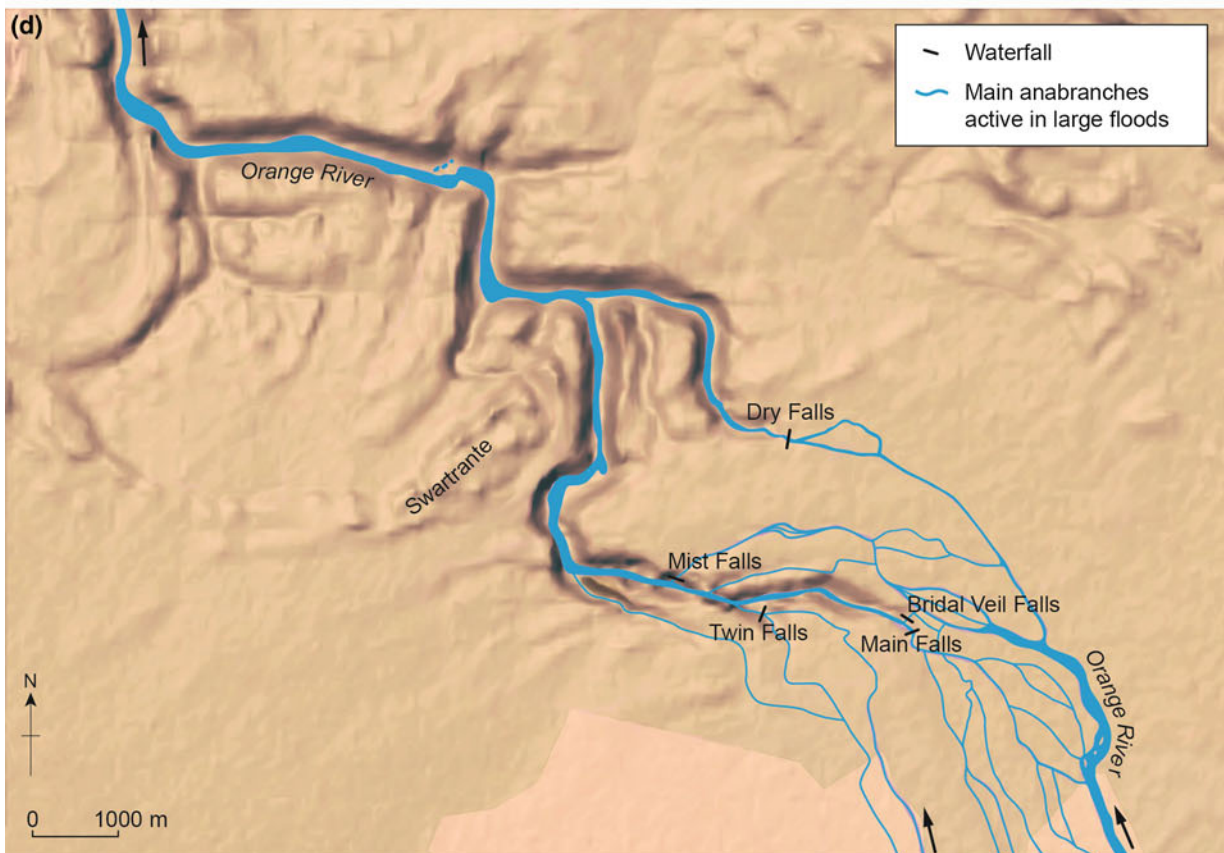 (d)
Waterfall
Main anabranches
active in large floods
Orange River
Dry Falls
Swartrante
Mist Falls
Bridal Veil Falls
Twin Falls
Main Falls
Orange River
N
0 1000 m